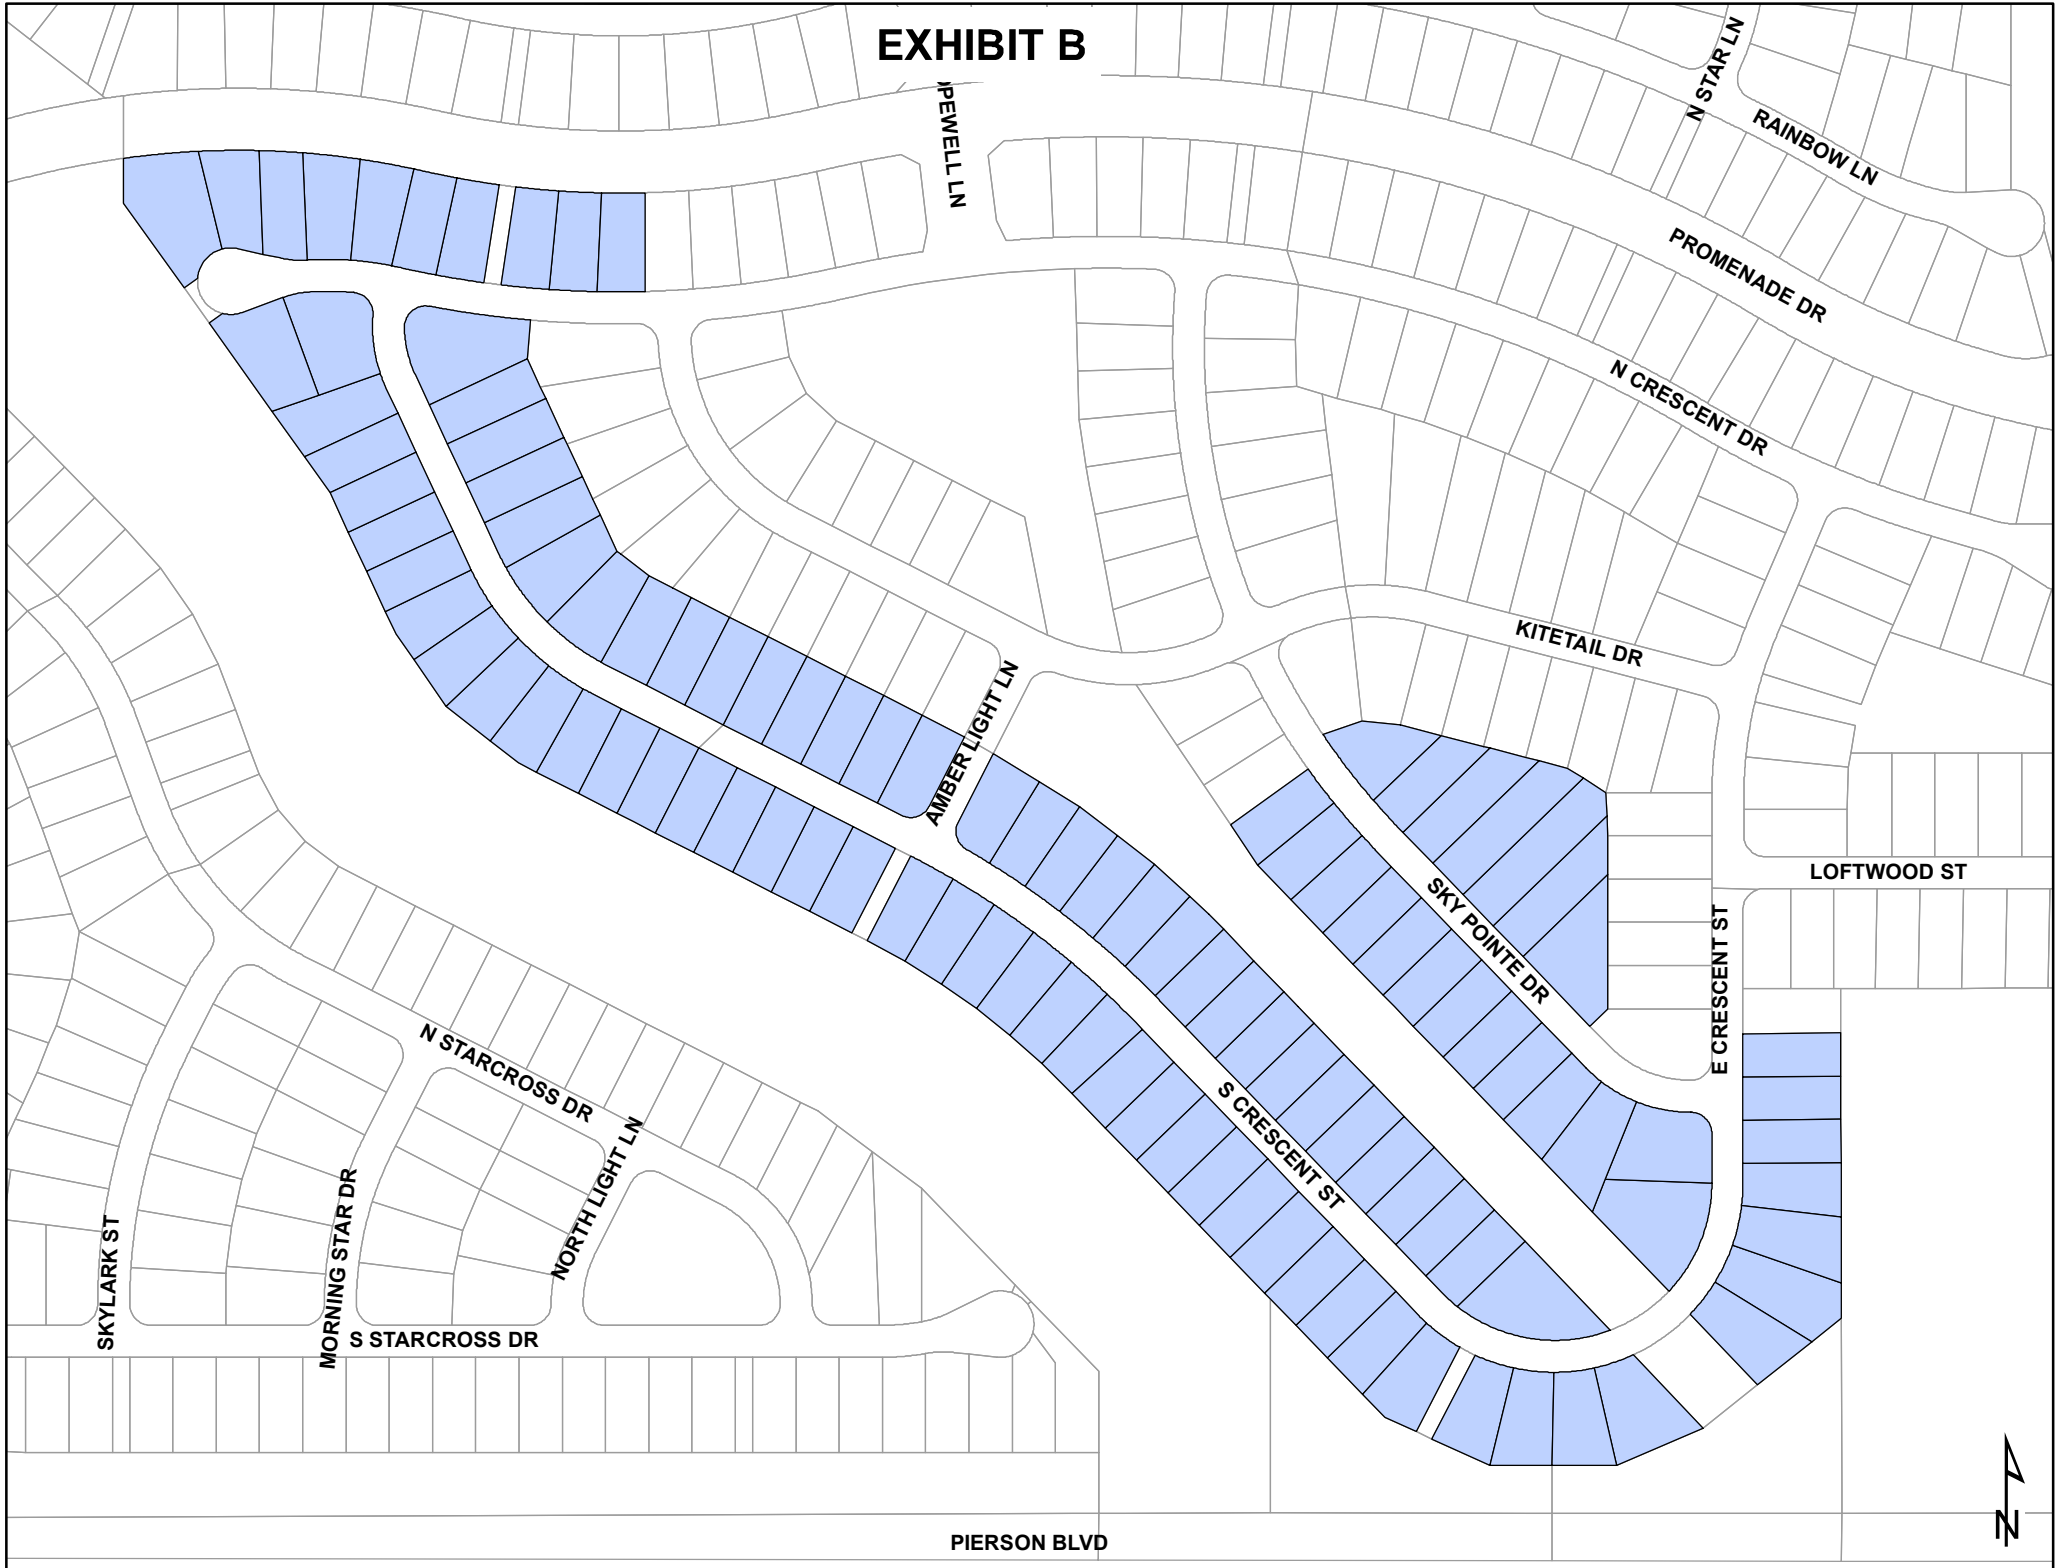 EXHIBIT B
N STAR LN
RAINBOW LN
PEWELL LN
PROMENADE DR
N CRESCENT DR
KITETAIL DR
AMBER LIGHT LN
LOFTWOOD ST
SKY POINTE DR
E CRESCENT ST
N STARCROSS DR
S CRESCENT ST
NORTH LIGHT LN
MORNING STAR DR
SKYLARK ST
S STARCROSS DR
N
PIERSON BLVD